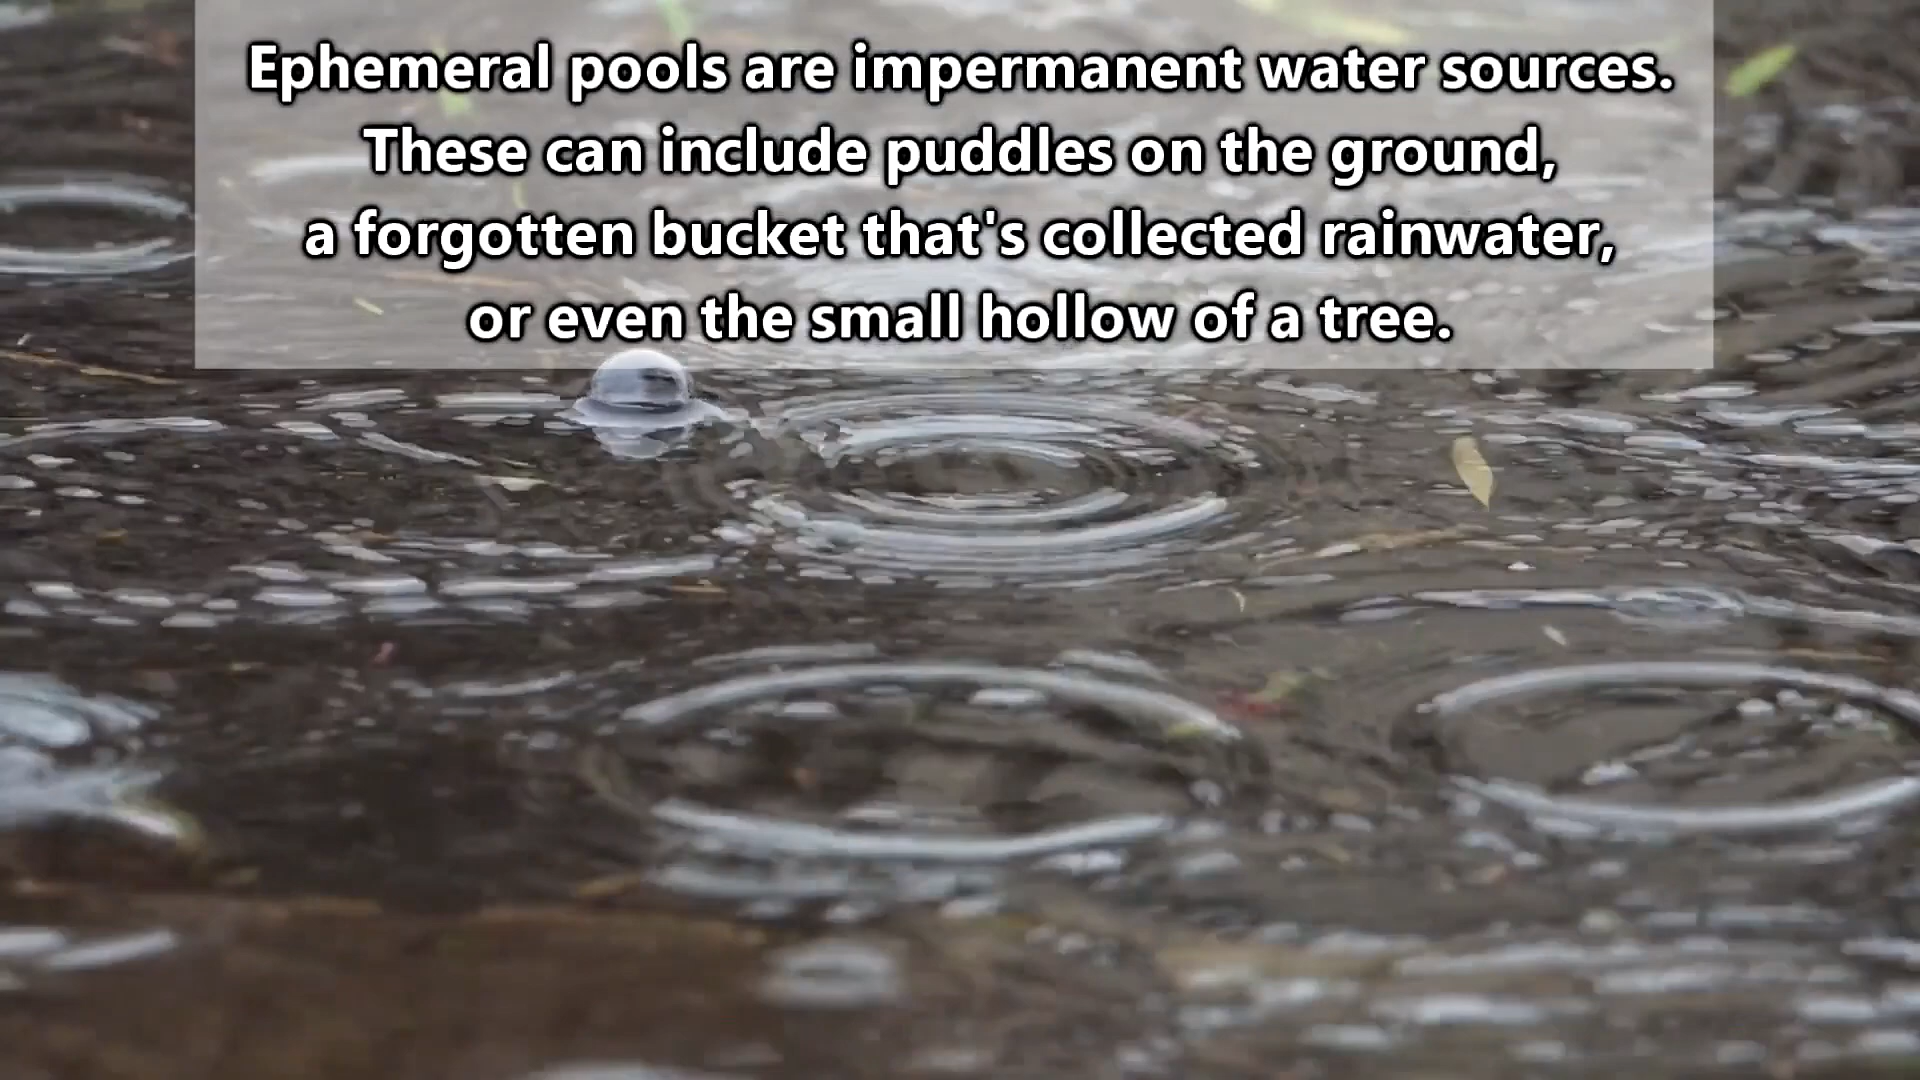 Ephemeral pools are impermanent water sources.
These can include puddles on the ground,
a forgotten bucket that's collected rainwater,
or even the small hollow of a tree.